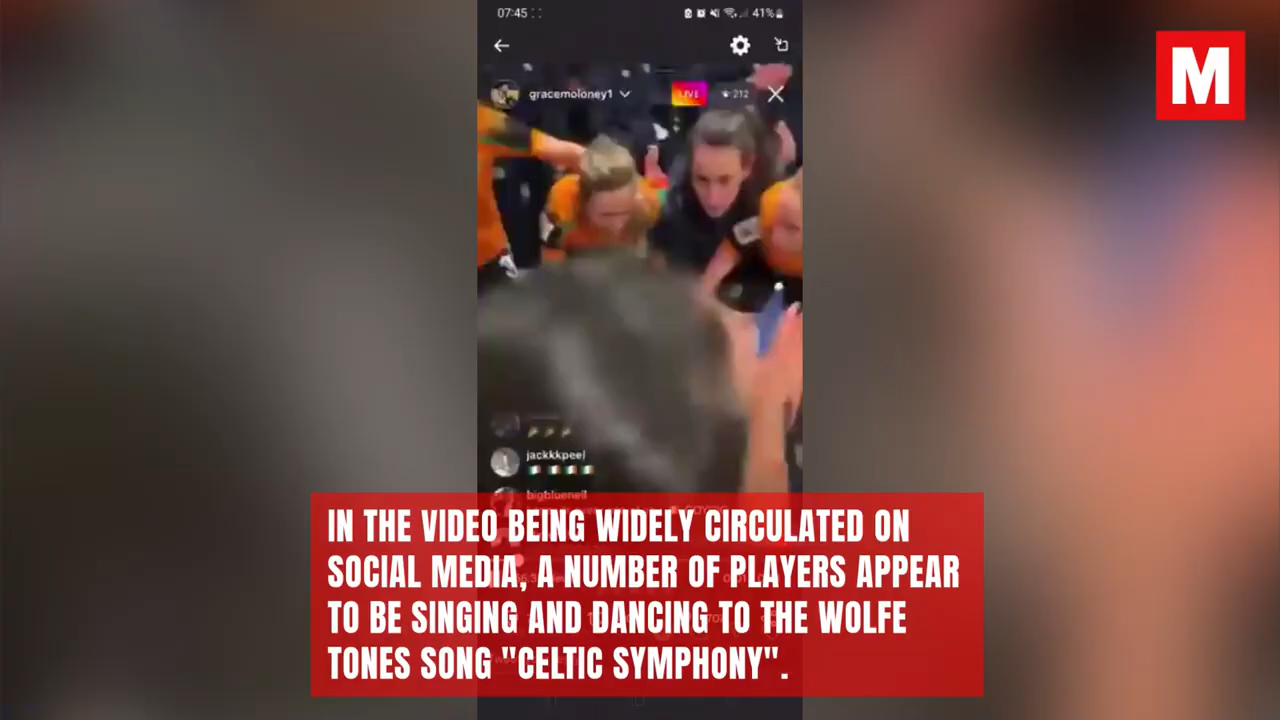 07:45
41%
M
gracemoloney1
LIVE
212
jackkkpeel
bigbluenell
IN THE VIDEO BEING WIDELY CIRCULATED ON
SOCIAL MEDIA, A NUMBER OF PLAYERS APPEAR
TO BE SINGING AND DANCING TO THE WOLFE
TONES SONG "CELTIC SYMPHONY".